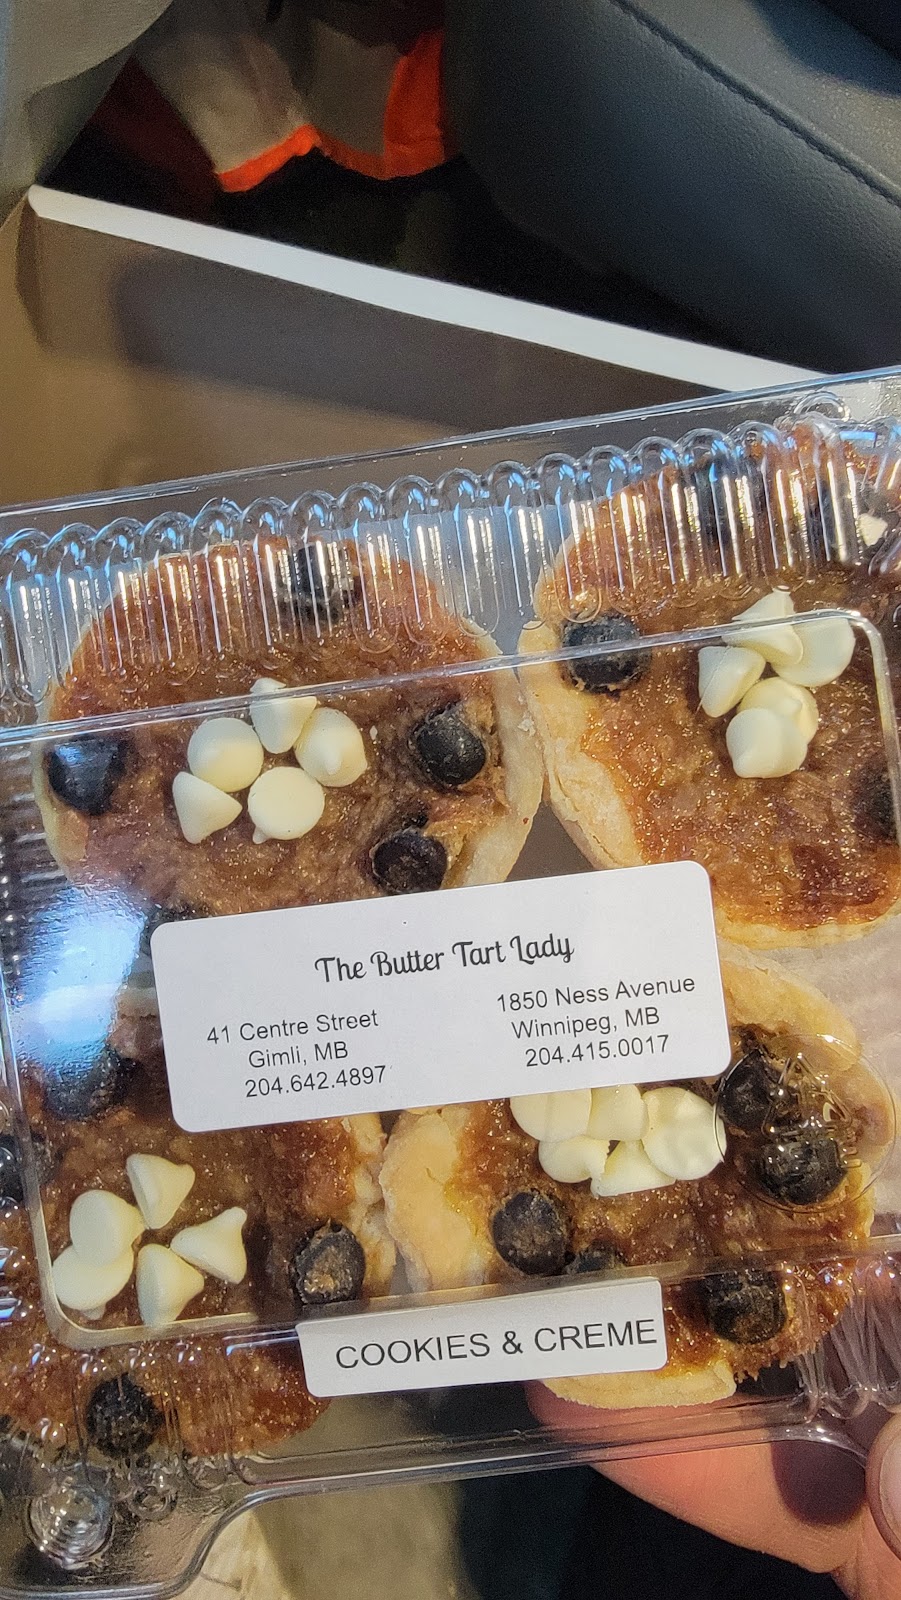 The Butter Tart Lady
41 Centre Street
Gimli, MB
204.642.4897
1850 Ness Avenue
Winnipeg, MB
204.415.0017
COOKIES & CREME